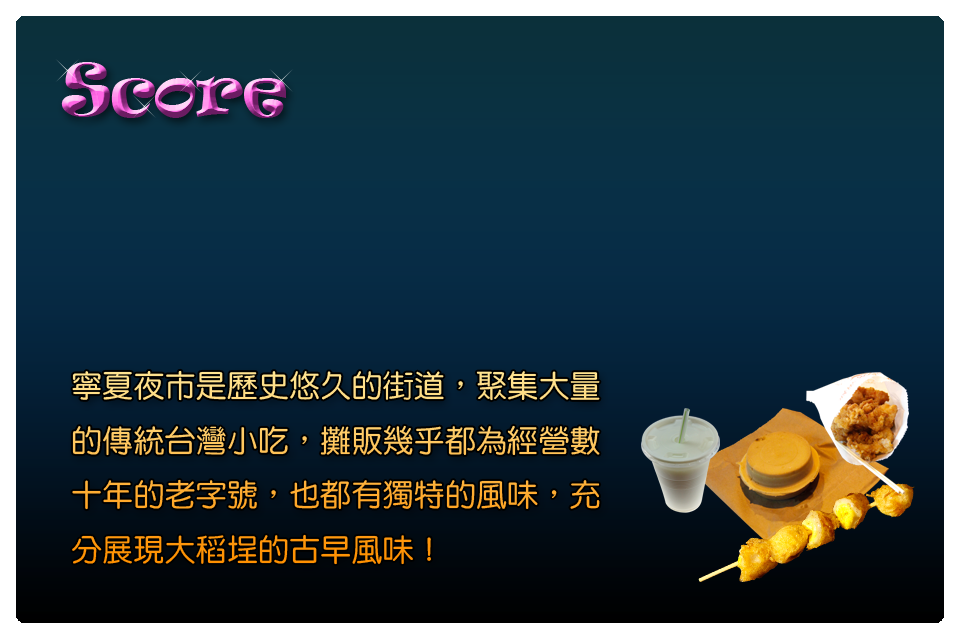 Score
寧夏夜市是歷史悠久的街道，聚集大量
的傳統台灣小吃，攤販幾乎都為經營數
十年的老字號，也都有獨特的風味，充
分展現大稻埕的古早風味！